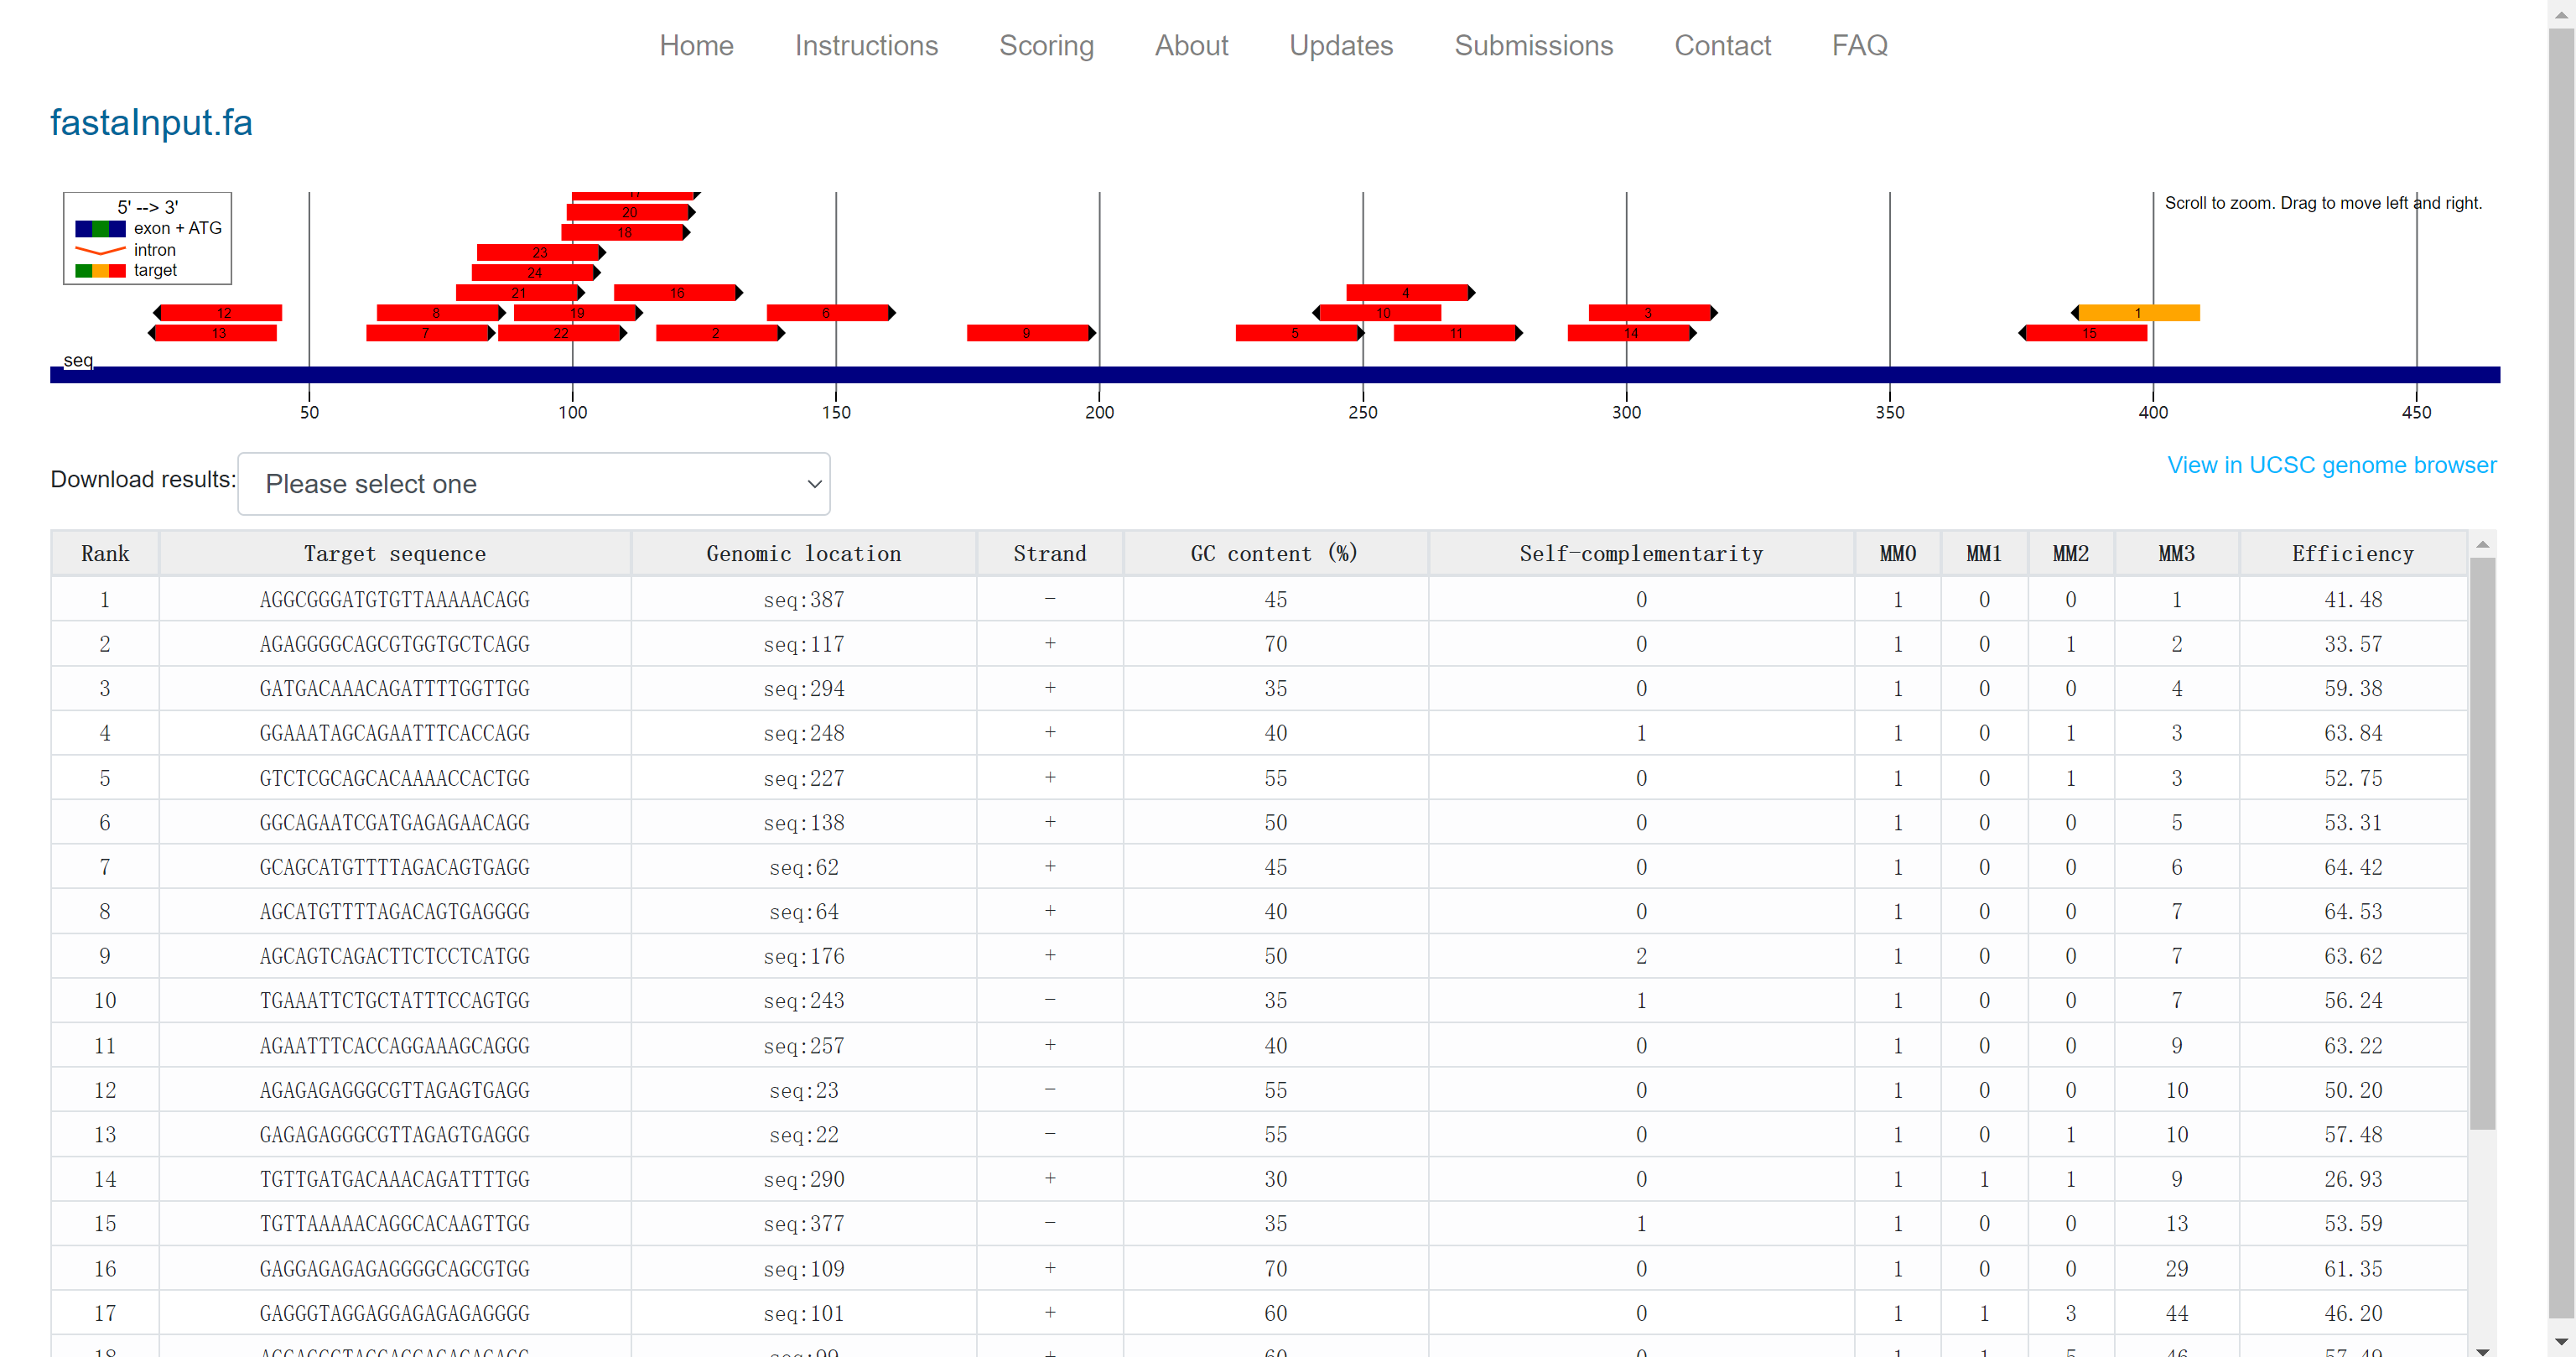 Home Instructions Scoring About Updates Submissions Contact FAQ
fastaInput.fa
5' --> 3'
exon + ATG
intron
target
Scroll to zoom. Drag to move left and right.
17
20
18
23
24
21 16 4
12 8 19 6 10 3 1
13 7 22 2 9 5 11 14 15
seq
50 100 150 200 250 300 350 400 450
Download results: Please select one
View in UCSC genome browser
Rank Target sequence Genomic location Strand GC content (%) Self-complementarity MM0 MM1 MM2 MM3 Efficiency
1 AGGCGGGATGTGTTAAAAACAGG seq:387 - 45 0 1 0 0 1 41.48
2 AGAGGGGCAGCGTGGTGCTCAGG seq:117 + 70 0 1 0 1 2 33.57
3 GATGACAAACAGATTTTGGTTGG seq:294 + 35 0 1 0 0 4 59.38
4 GGAAATAGCAGAATTTCACCAGG seq:248 + 40 1 1 0 1 3 63.84
5 GTCTCGCAGCACAAAACCACTGG seq:227 + 55 0 1 0 1 3 52.75
6 GGCAGAATCGATGAGAGAACAGG seq:138 + 50 0 1 0 0 5 53.31
7 GCAGCATGTTTTAGACAGTGAGG seq:62 + 45 0 1 0 0 6 64.42
8 AGCATGTTTTAGACAGTGAGGGG seq:64 + 40 0 1 0 0 7 64.53
9 AGCAGTCAGACTTCTCCTCATGG seq:176 + 50 2 1 0 0 7 63.62
10 TGAAATTCTGCTATTTCCAGTGG seq:243 - 35 1 1 0 0 7 56.24
11 AGAATTTCACCAGGAAAGCAGGG seq:257 + 40 0 1 0 0 9 63.22
12 AGAGAGAGGGCGTTAGAGTGAGG seq:23 - 55 0 1 0 0 10 50.20
13 GAGAGAGGGCGTTAGAGTGAGGG seq:22 - 55 0 1 0 1 10 57.48
14 TGTTGATGACAAACAGATTTTGG seq:290 + 30 0 1 1 1 9 26.93
15 TGTTAAAAACAGGCACAAGTTGG seq:377 - 35 1 1 0 0 13 53.59
16 GAGGAGAGAGAGGGGCAGCGTGG seq:109 + 70 0 1 0 0 29 61.35
17 GAGGGTAGGAGGAGAGAGAGGGG seq:101 + 60 0 1 1 3 44 46.20